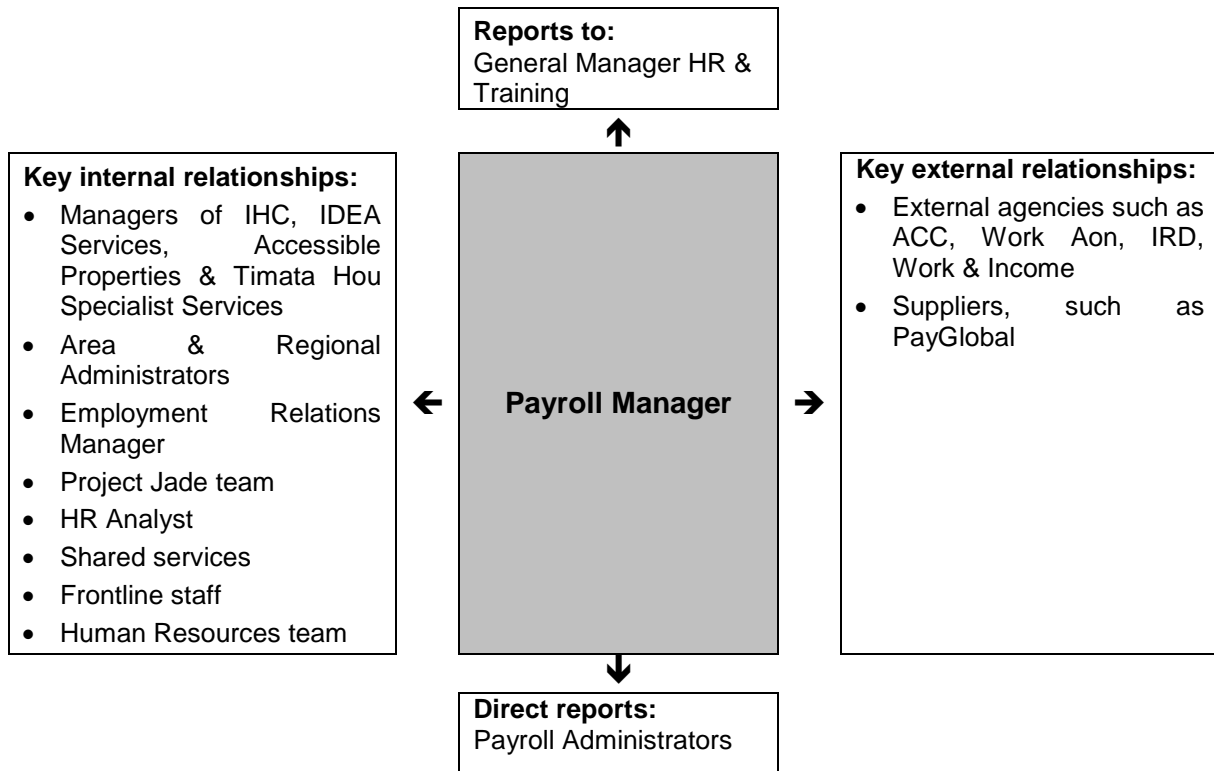 Reports to:
General Manager HR &
Training
Key internal relationships:
• Managers of IHC, IDEA
Services, Accessible
Properties & Timata Hou
Specialist Services
• Area & Regional
Administrators
• Employment Relations
Manager
• Project Jade team
• HR Analyst
• Shared services
• Frontline staff
• Human Resources team
Payroll Manager
Key external relationships:
• External agencies such as
ACC, Work Aon, IRD,
Work & Income
• Suppliers, such as
PayGlobal
Direct reports:
Payroll Administrators